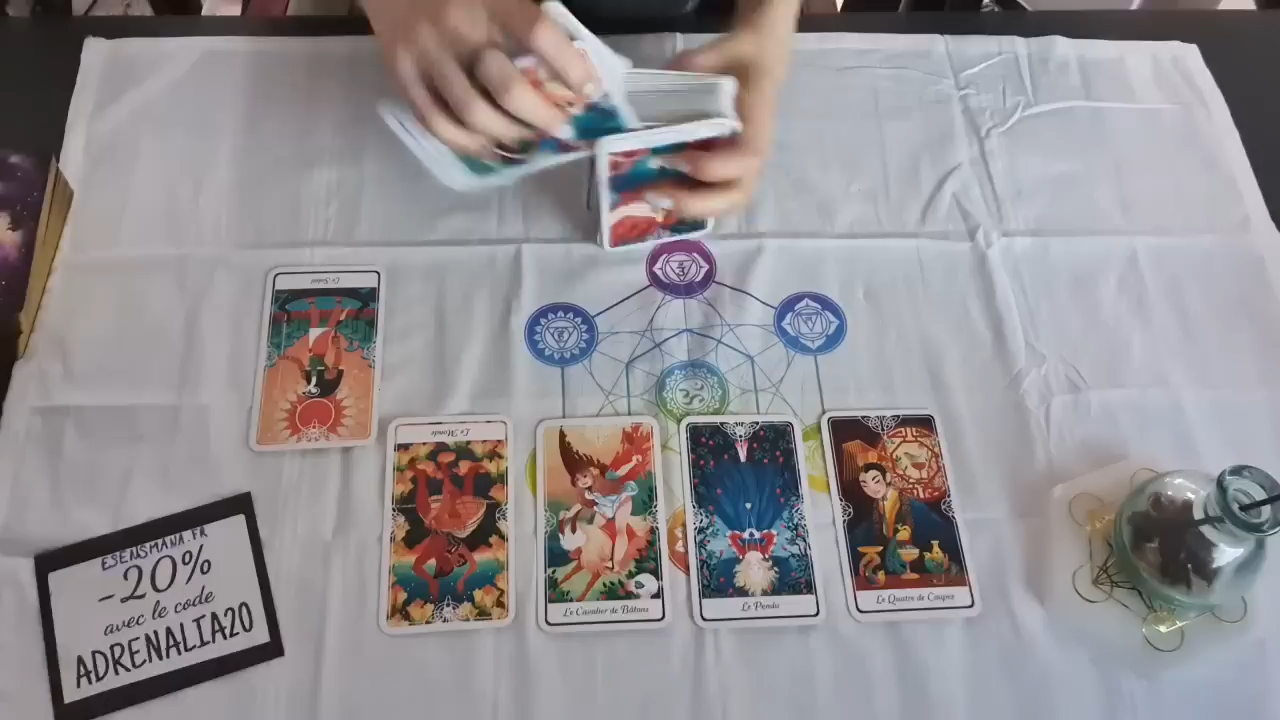 Le Soleil
Le Monde
Le Cavalier de Bâtons
Le Pendu
Le Quatre de Coupes
ESENSMANA.FR
-20%
avec le code
ADRENALIA20